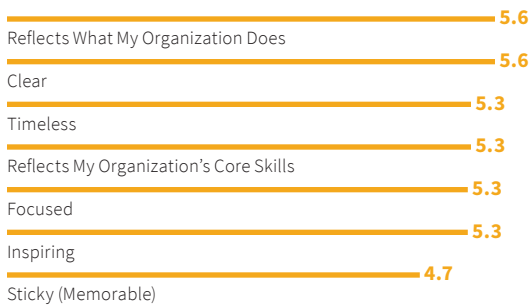 5.6
Reflects What My Organization Does
5.6
Clear
5.3
Timeless
5.3
Reflects My Organization’s Core Skills
5.3
Focused
5.3
Inspiring
4.7
Sticky (Memorable)